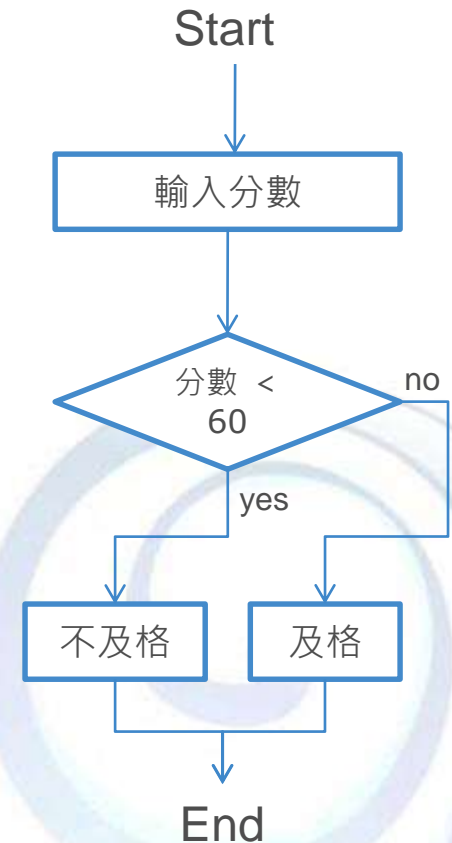 Start
輸入分數
分數 <
60
no
yes
不及格
及格
End